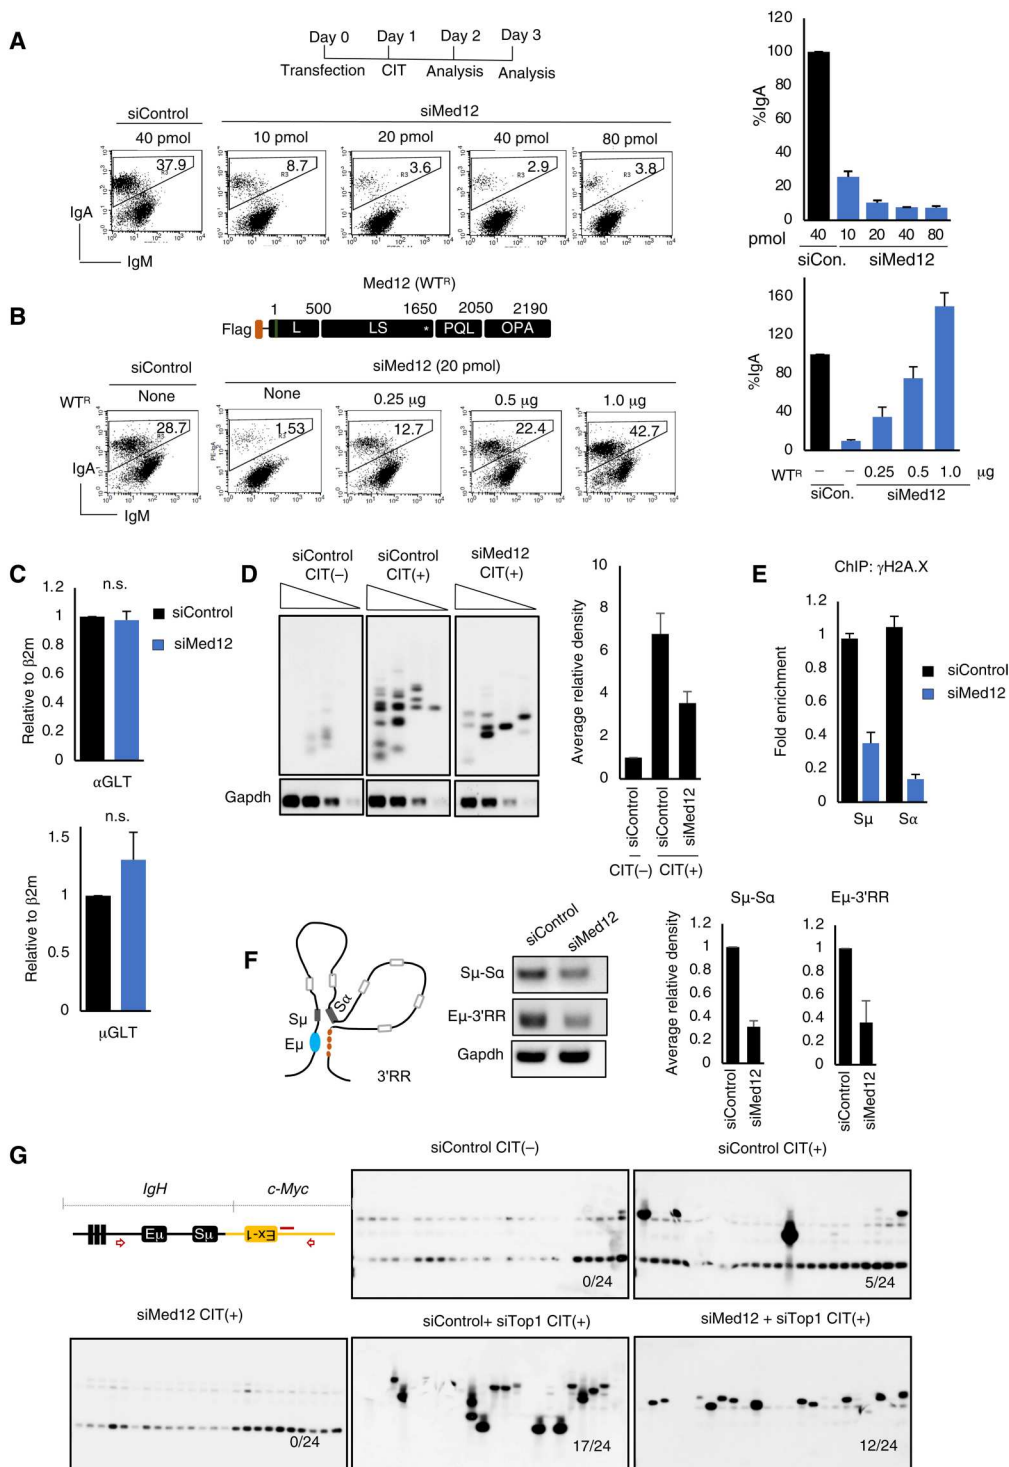 A
Day 0 Day 1 Day 2 Day 3
Transfection CIT Analysis Analysis
siControl siMed12
40 pmol 10 pmol 20 pmol 40 pmol 80 pmol
37.9 8.7 3.6 2.9 3.8
R3 R3 R3 R3 R3
IgA
IgM
%IgA
120
100
80
60
40
20
0
pmol 40 10 20 40 80
siCon. siMed12
B
Med12 (WTᴿ)
1 500 1650 2050 2190
Flag L LS * PQL OPA
siControl siMed12 (20 pmol)
WTᴿ None None 0.25 µg 0.5 µg 1.0 µg
28.7 1.53 12.7 22.4 42.7
IgA
IgM
%IgA
160
120
80
40
0
WTᴿ – – 0.25 0.5 1.0 µg
siCon. siMed12
C
n.s.
siControl
siMed12
Relative to β2m
1.2
1
0.8
0.6
0.4
0.2
0
αGLT
n.s.
Relative to β2m
1.5
1
0.5
0
µGLT
D
siControl siControl siMed12
CIT(–) CIT(+) CIT(+)
Gapdh
Average relative density
10
8
6
4
2
0
siControl siControl siMed12
CIT(–) CIT(+)
E
ChIP: γH2A.X
Fold enrichment
1.2
1
0.8
0.6
0.4
0.2
0
siControl
siMed12
Sµ Sα
F
Sµ Sα
Eµ
3'RR
siControl siMed12
Sµ-Sα
Eµ-3'RR
Gapdh
Sµ-Sα Eµ-3'RR
Average relative density
1.2 1.2
1 1
0.8 0.8
0.6 0.6
0.4 0.4
0.2 0.2
0 0
siControl siMed12 siControl siMed12
G
IgH c-Myc
Eµ Sµ Ex-1
siControl CIT(–)
0/24
siControl CIT(+)
5/24
siMed12 CIT(+)
0/24
siControl+ siTop1 CIT(+)
17/24
siMed12 + siTop1 CIT(+)
12/24